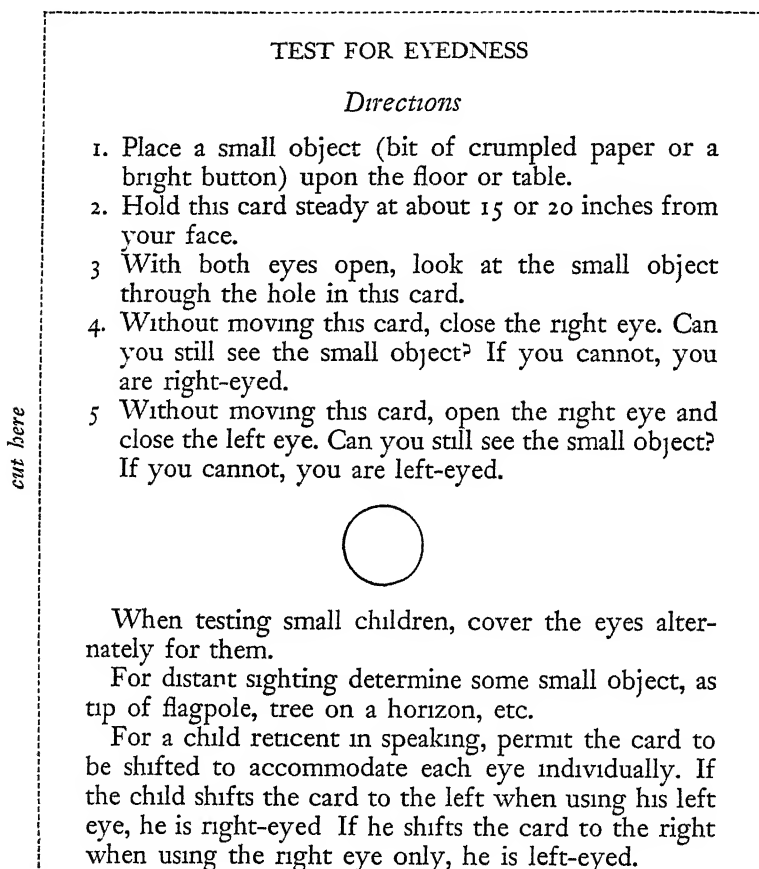 TEST FOR EYEDNESS
Directions
1. Place a small object (bit of crumpled paper or a
bright button) upon the floor or table.
2. Hold this card steady at about 15 or 20 inches from
your face.
3 With both eyes open, look at the small object
through the hole in this card.
4. Without moving this card, close the right eye. Can
you still see the small object? If you cannot, you
are right-eyed.
5 Without moving this card, open the right eye and
close the left eye. Can you still see the small object?
If you cannot, you are left-eyed.
cut here
When testing small children, cover the eyes alter-
nately for them.
For distant sighting determine some small object, as
tip of flagpole, tree on a horizon, etc.
For a child reticent in speaking, permit the card to
be shifted to accommodate each eye individually. If
the child shifts the card to the left when using his left
eye, he is right-eyed If he shifts the card to the right
when using the right eye only, he is left-eyed.